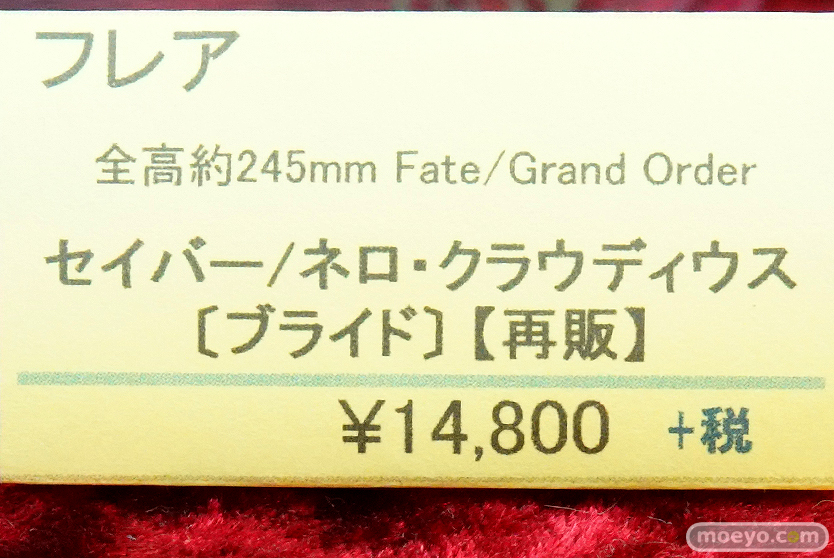 フレア
全高約245mm Fate/Grand Order
セイバー/ネロ・クラウディウス
〔ブライド〕【再販】
¥14,800 +税
moeyo.com